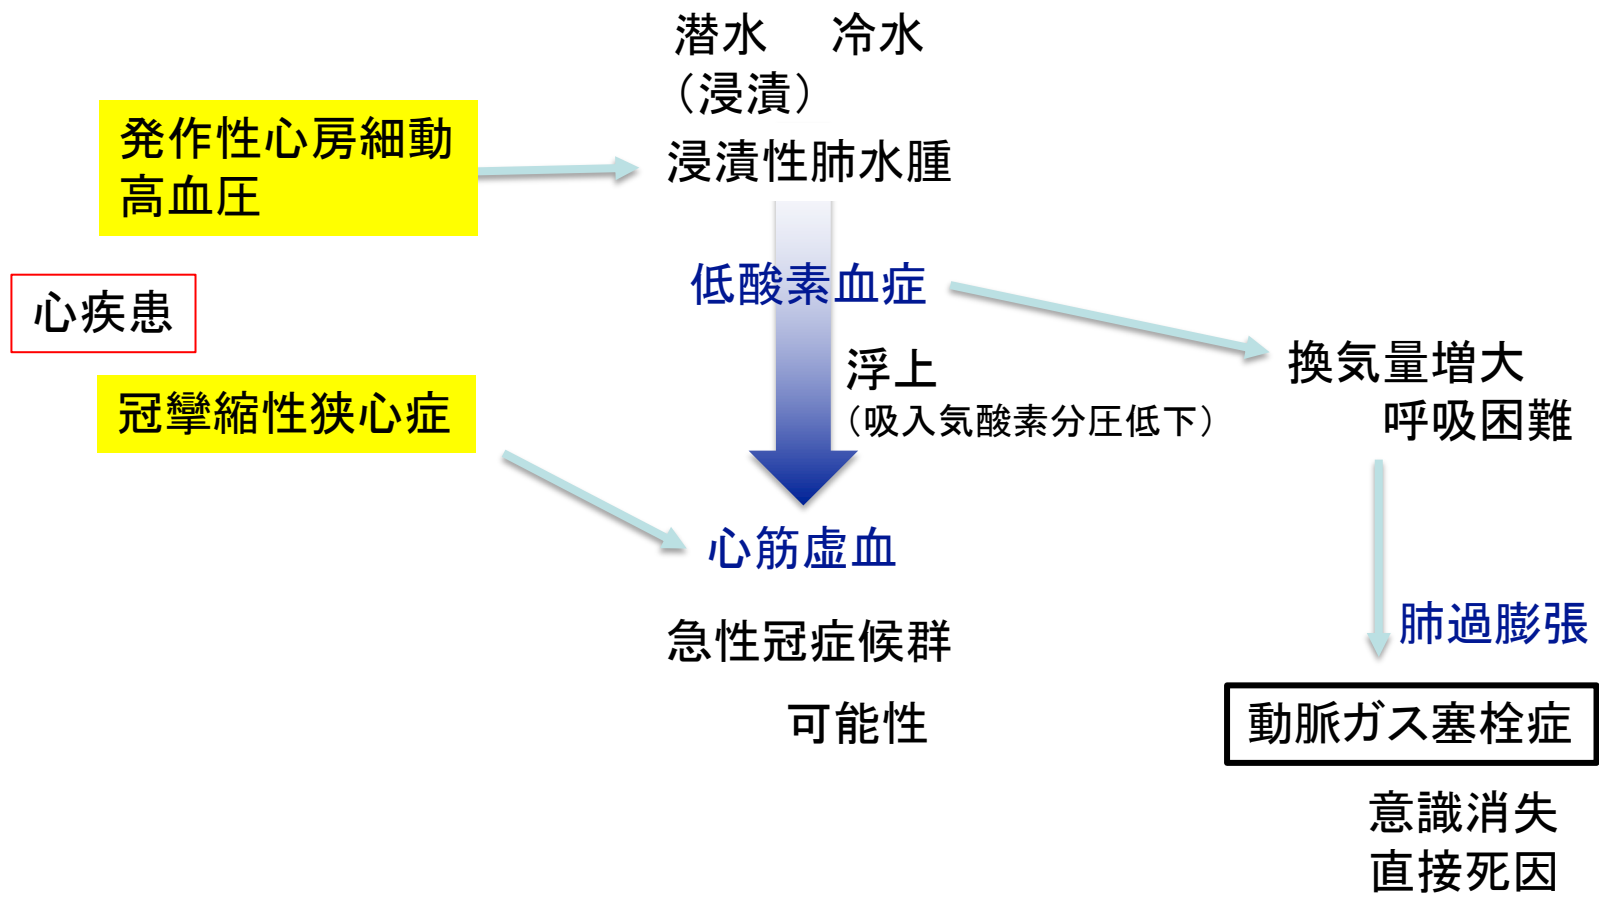 潜水　冷水
（浸漬）
発作性心房細動
高血圧
浸漬性肺水腫
低酸素血症
心疾患
浮上
（吸入気酸素分圧低下）
換気量増大
呼吸困難
冠攣縮性狭心症
心筋虚血
急性冠症候群
可能性
肺過膨張
動脈ガス塞栓症
意識消失
直接死因